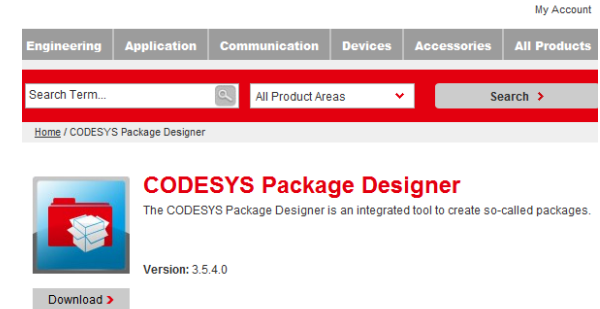 My Account
Engineering Application Communication Devices Accessories All Products
Search Term... All Product Areas Search >
Home / CODESYS Package Designer
CODESYS Package Designer
The CODESYS Package Designer is an integrated tool to create so-called packages.
Version: 3.5.4.0
Download >